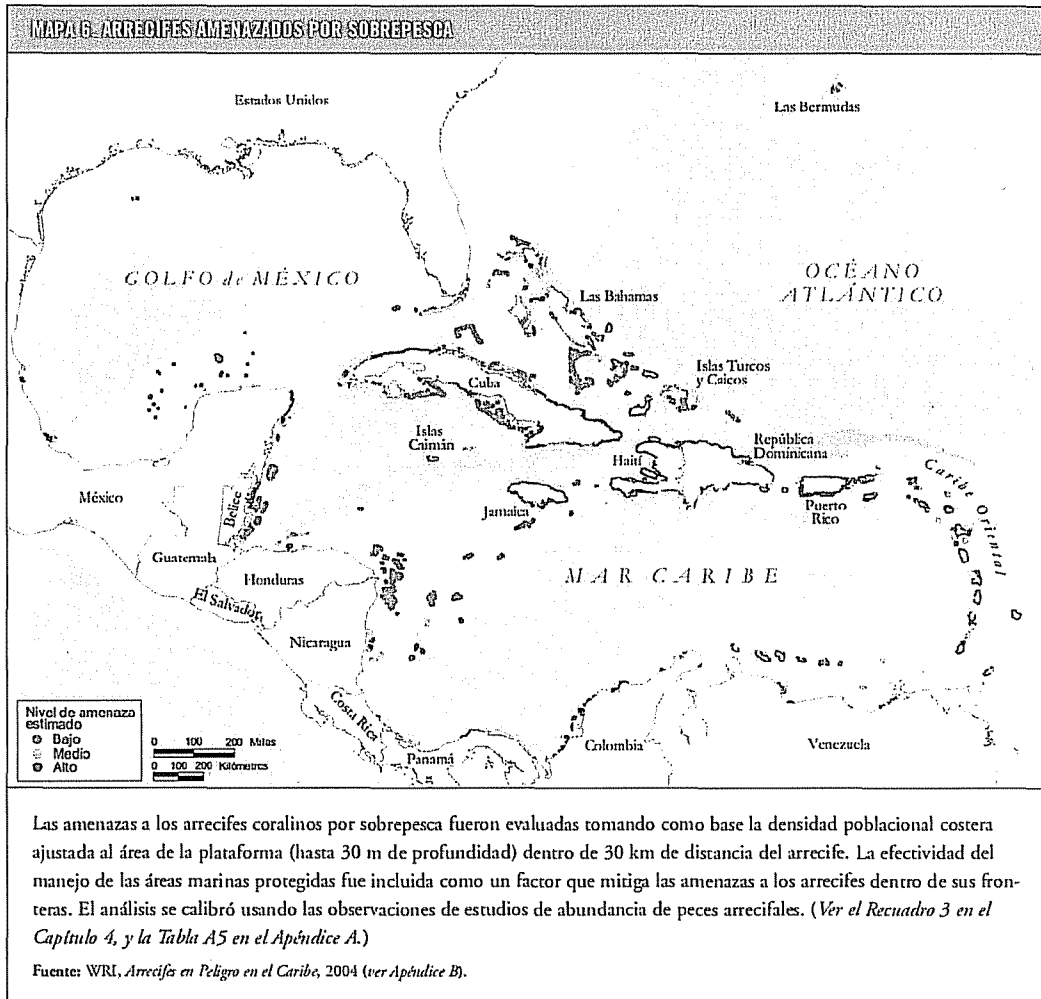 MAPA 6. ARRECIFES AMENAZADOS POR SOBREPESCA
Estados Unidos
Las Bermudas
GOLFO de MÉXICO
OCÉANO
ATLÁNTICO
Las Bahamas
Islas Turcos
y Caicos
Cuba
Islas
Caimán
República
Dominicana
Haití
México
Belice
Jamaica
Puerto
Rico
Caribe Oriental
Guatemala
Honduras
MAR CARIBE
El Salvador
Nicaragua
Costa Rica
Panamá
Colombia
Venezuela
Nivel de amenaza
estimado
Bajo
Medio
Alto
0 100 200 Millas
0 100 200 Kilómetros
Las amenazas a los arrecifes coralinos por sobrepesca fueron evaluadas tomando como base la densidad poblacional costera
ajustada al área de la plataforma (hasta 30 m de profundidad) dentro de 30 km de distancia del arrecife. La efectividad del
manejo de las áreas marinas protegidas fue incluida como un factor que mitiga las amenazas a los arrecifes dentro de sus fron-
teras. El análisis se calibró usando las observaciones de estudios de abundancia de peces arrecifales. (Ver el Recuadro 3 en el
Capítulo 4, y la Tabla A5 en el Apéndice A.)
Fuente: WRI, Arrecifes en Peligro en el Caribe, 2004 (ver Apéndice B).